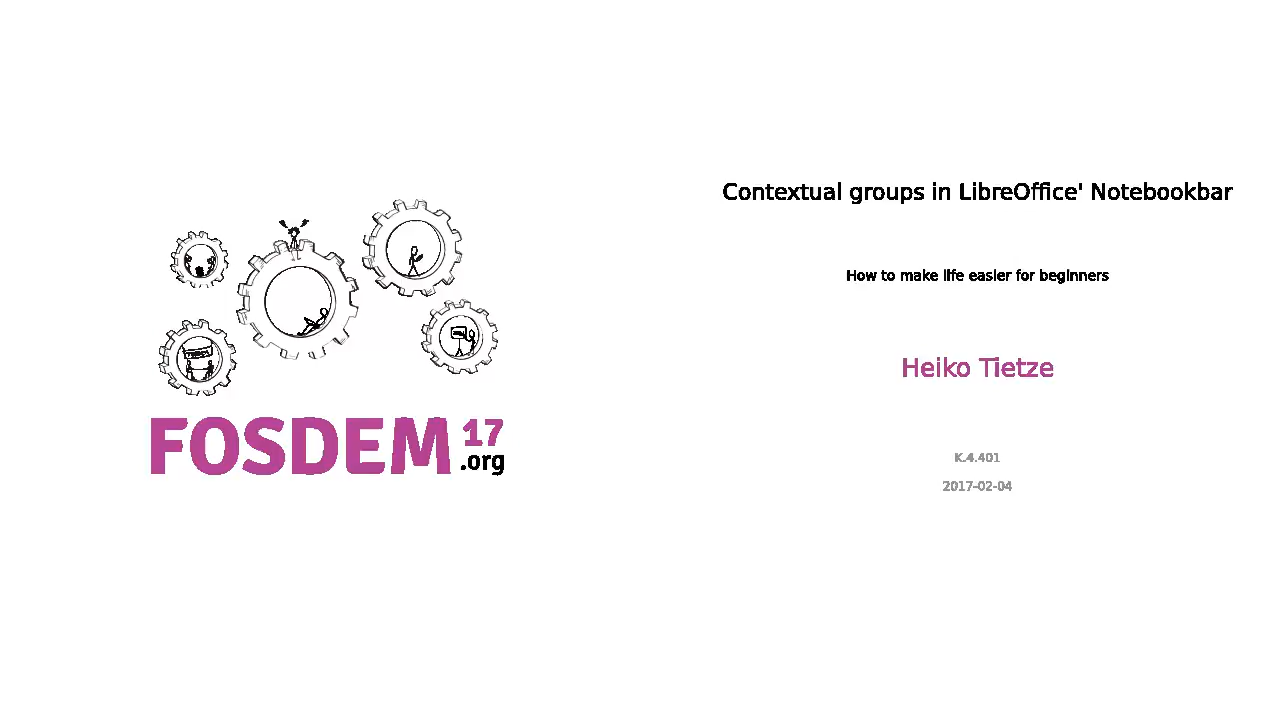 Contextual groups in LibreOffice' Notebookbar
How to make life easier for beginners
Heiko Tietze
K.4.401
2017-02-04
FOSDEM 17
.org